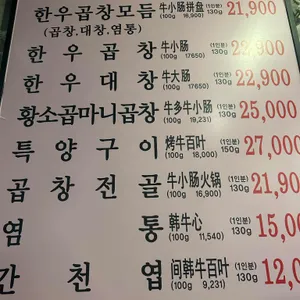 한우곱창모듬 牛小肠拼盘 (1인분) 21,900
(곱창.대창.염통) (100g 16,900) 130g
한우곱창 牛小肠 (1인분) 22,900
(100g 17650) 130g
한우대창 牛大肠 (1인분) 22,900
(100g 17650) 130g
황소곱마니곱창 牛多牛小肠 (1인분) 25,000
(100g 19,231) 130g
특양구이 烤牛百叶 (1인분) 27,000
(100g 18,000) 150g
곱창전골 牛小肠火锅 (1인분) 21,90
(100g 16,900) 130g
염통 韩牛心 (1인분) 15,00
(100g 11,540) 130g
간천엽 间韩牛百叶 (1인분) 12,0
(100g 9,231) 130g